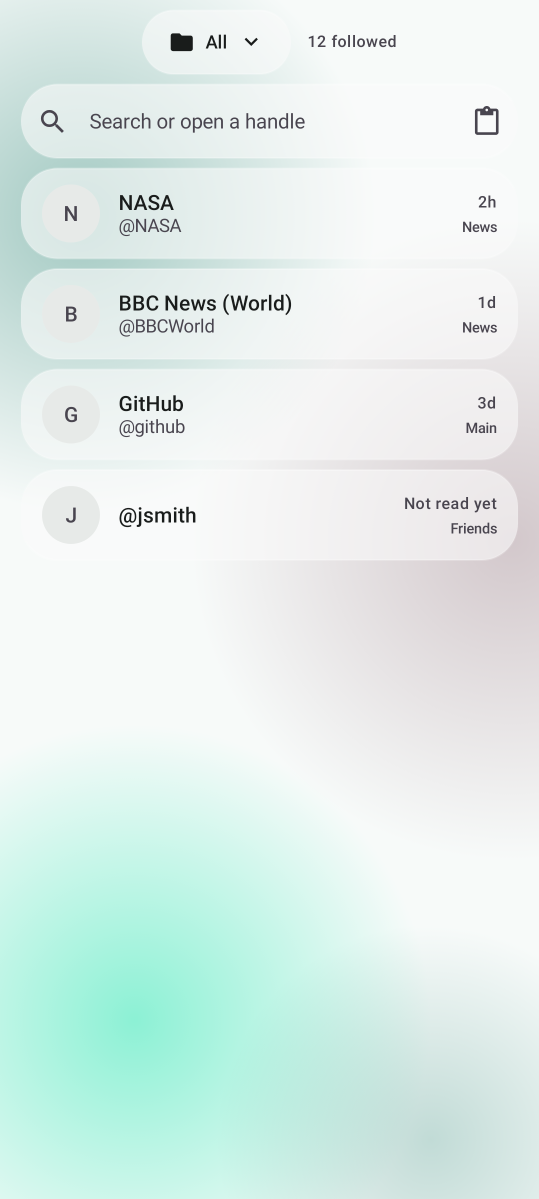 All
12 followed
Search or open a handle
N
NASA
@NASA
2h
News
B
BBC News (World)
@BBCWorld
1d
News
G
GitHub
@github
3d
Main
J
@jsmith
Not read yet
Friends